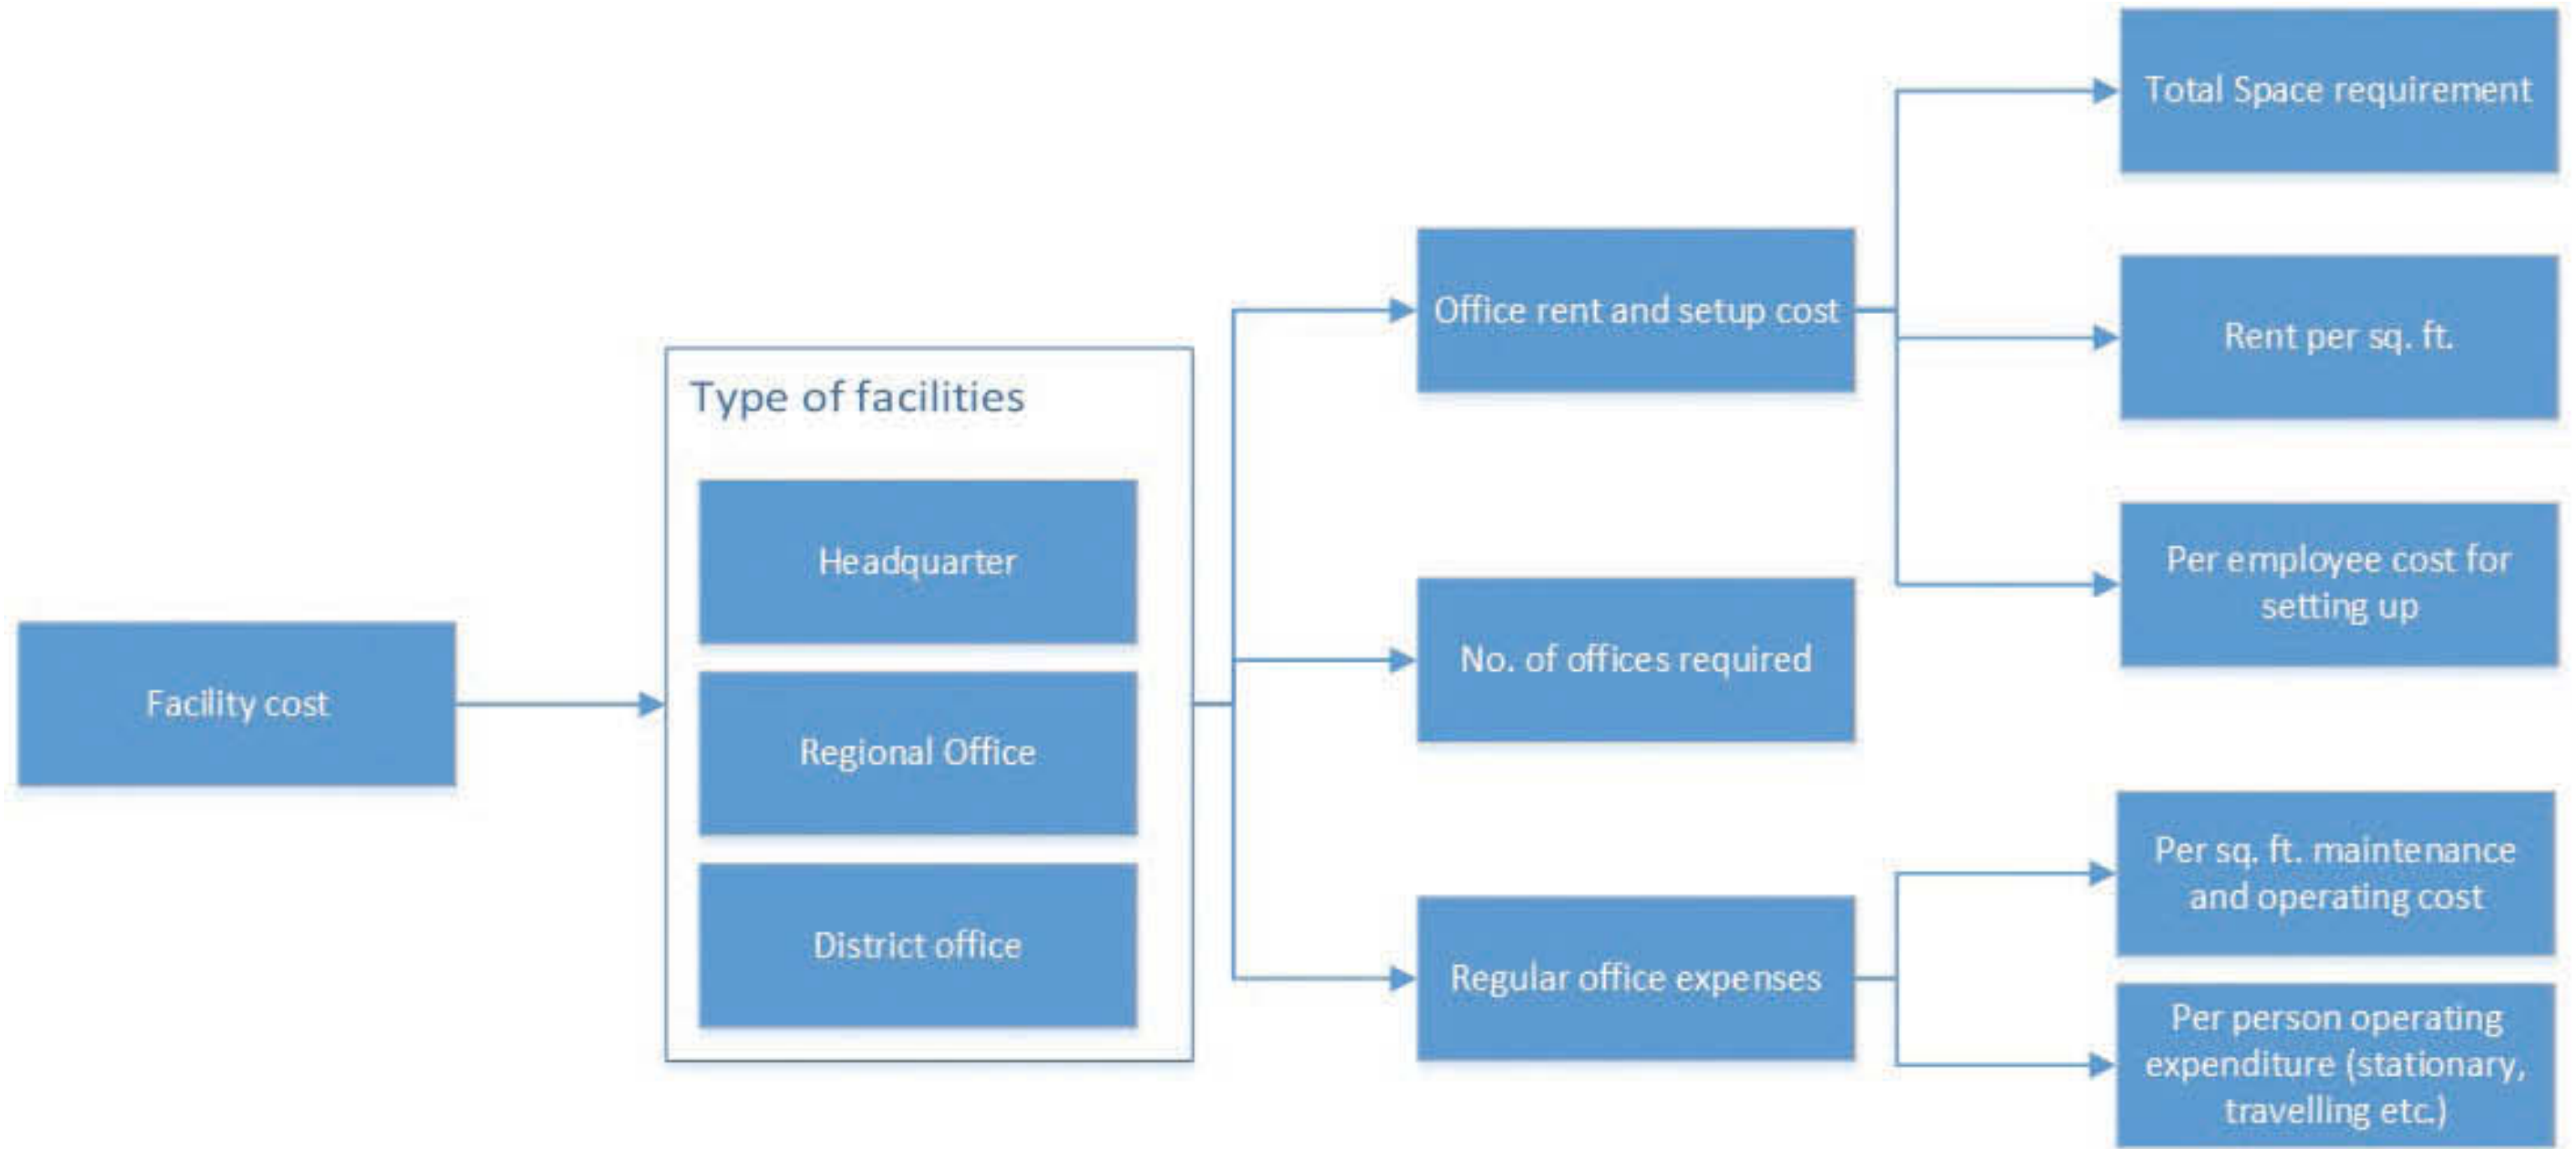 Facility cost
Type of facilities
Headquarter
Regional Office
District office
Office rent and setup cost
No. of offices required
Regular office expenses
Total Space requirement
Rent per sq. ft.
Per employee cost for
setting up
Per sq. ft. maintenance
and operating cost
Per person operating
expenditure (stationary,
travelling etc.)